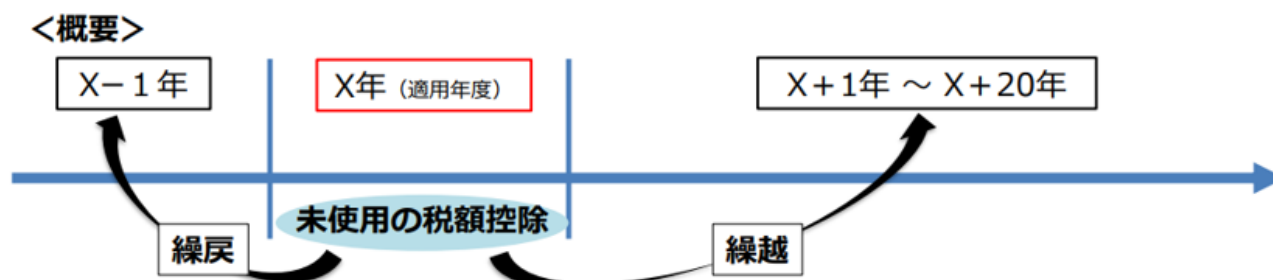 ＜概要＞
X－１年
X年（適用年度）
X＋1年 ～ X＋20年
未使用の税額控除
繰戻
繰越